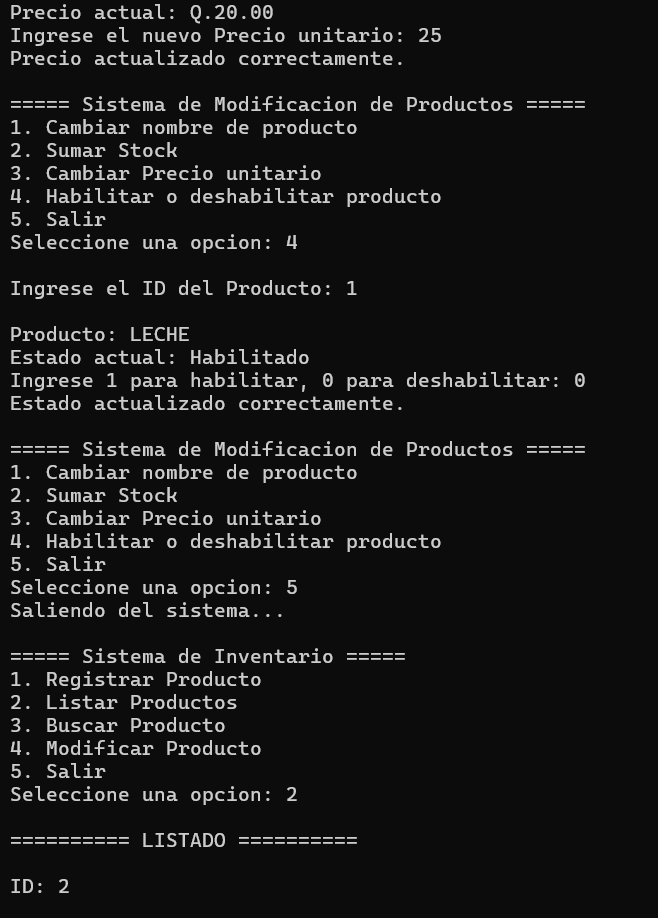 Precio actual: Q.20.00
Ingrese el nuevo Precio unitario: 25
Precio actualizado correctamente.
===== Sistema de Modificacion de Productos =====
1. Cambiar nombre de producto
2. Sumar Stock
3. Cambiar Precio unitario
4. Habilitar o deshabilitar producto
5. Salir
Seleccione una opcion: 4
Ingrese el ID del Producto: 1
Producto: LECHE
Estado actual: Habilitado
Ingrese 1 para habilitar, 0 para deshabilitar: 0
Estado actualizado correctamente.
===== Sistema de Modificacion de Productos =====
1. Cambiar nombre de producto
2. Sumar Stock
3. Cambiar Precio unitario
4. Habilitar o deshabilitar producto
5. Salir
Seleccione una opcion: 5
Saliendo del sistema...
===== Sistema de Inventario =====
1. Registrar Producto
2. Listar Productos
3. Buscar Producto
4. Modificar Producto
5. Salir
Seleccione una opcion: 2
========== LISTADO ==========
ID: 2